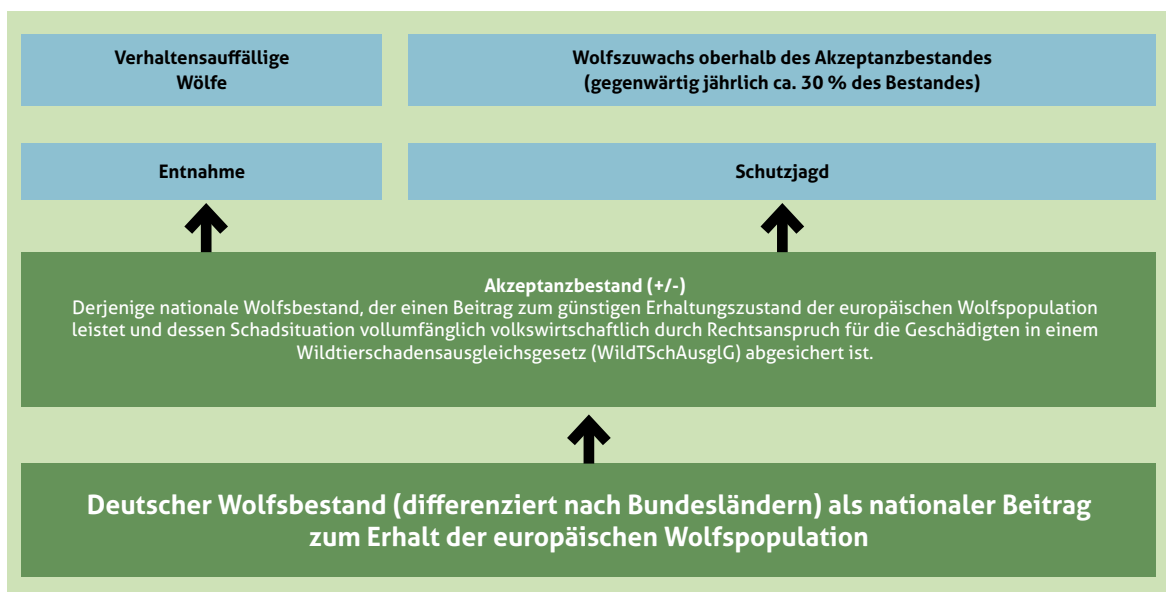 Verhaltensauffällige
Wölfe
Wolfszuwachs oberhalb des Akzeptanzbestandes
(gegenwärtig jährlich ca. 30 % des Bestandes)
Entnahme
Schutzjagd
Akzeptanzbestand (+/-)
Derjenige nationale Wolfsbestand, der einen Beitrag zum günstigen Erhaltungszustand der europäischen Wolfspopulation
leistet und dessen Schadsituation vollumfänglich volkswirtschaftlich durch Rechtsanspruch für die Geschädigten in einem
Wildtierschadensausgleichsgesetz (WildTSchAusglG) abgesichert ist.
Deutscher Wolfsbestand (differenziert nach Bundesländern) als nationaler Beitrag
zum Erhalt der europäischen Wolfspopulation